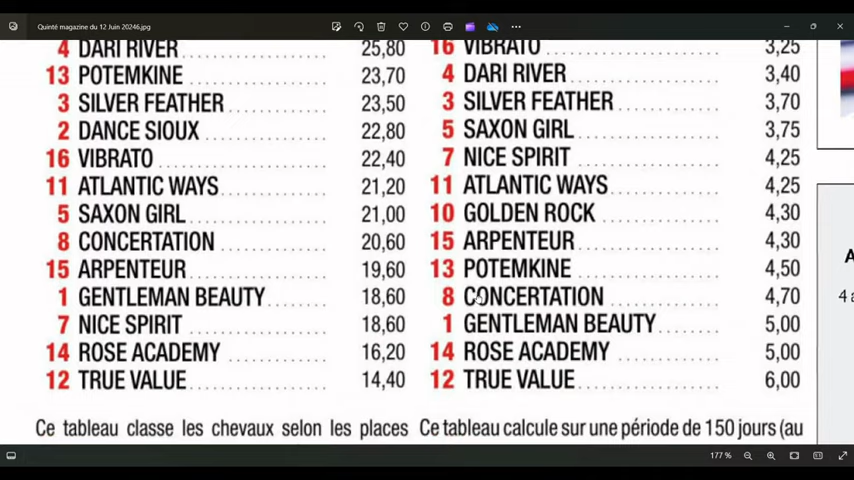 Quinté magazine du 12 Juin 20246.jpg
4 DARI RIVER 25,80
13 POTEMKINE 23,70
3 SILVER FEATHER 23,50
2 DANCE SIOUX 22,80
16 VIBRATO 22,40
11 ATLANTIC WAYS 21,20
5 SAXON GIRL 21,00
8 CONCERTATION 20,60
15 ARPENTEUR 19,60
1 GENTLEMAN BEAUTY 18,60
7 NICE SPIRIT 18,60
14 ROSE ACADEMY 16,20
12 TRUE VALUE 14,40
Ce tableau classe les chevaux selon les places
16 VIBRATO 3,25
4 DARI RIVER 3,40
3 SILVER FEATHER 3,70
5 SAXON GIRL 3,75
7 NICE SPIRIT 4,25
11 ATLANTIC WAYS 4,25
10 GOLDEN ROCK 4,30
15 ARPENTEUR 4,30
13 POTEMKINE 4,50
8 CONCERTATION 4,70
1 GENTLEMAN BEAUTY 5,00
14 ROSE ACADEMY 5,00
12 TRUE VALUE 6,00
Ce tableau calcule sur une période de 150 jours (au
A
4 a
177 %